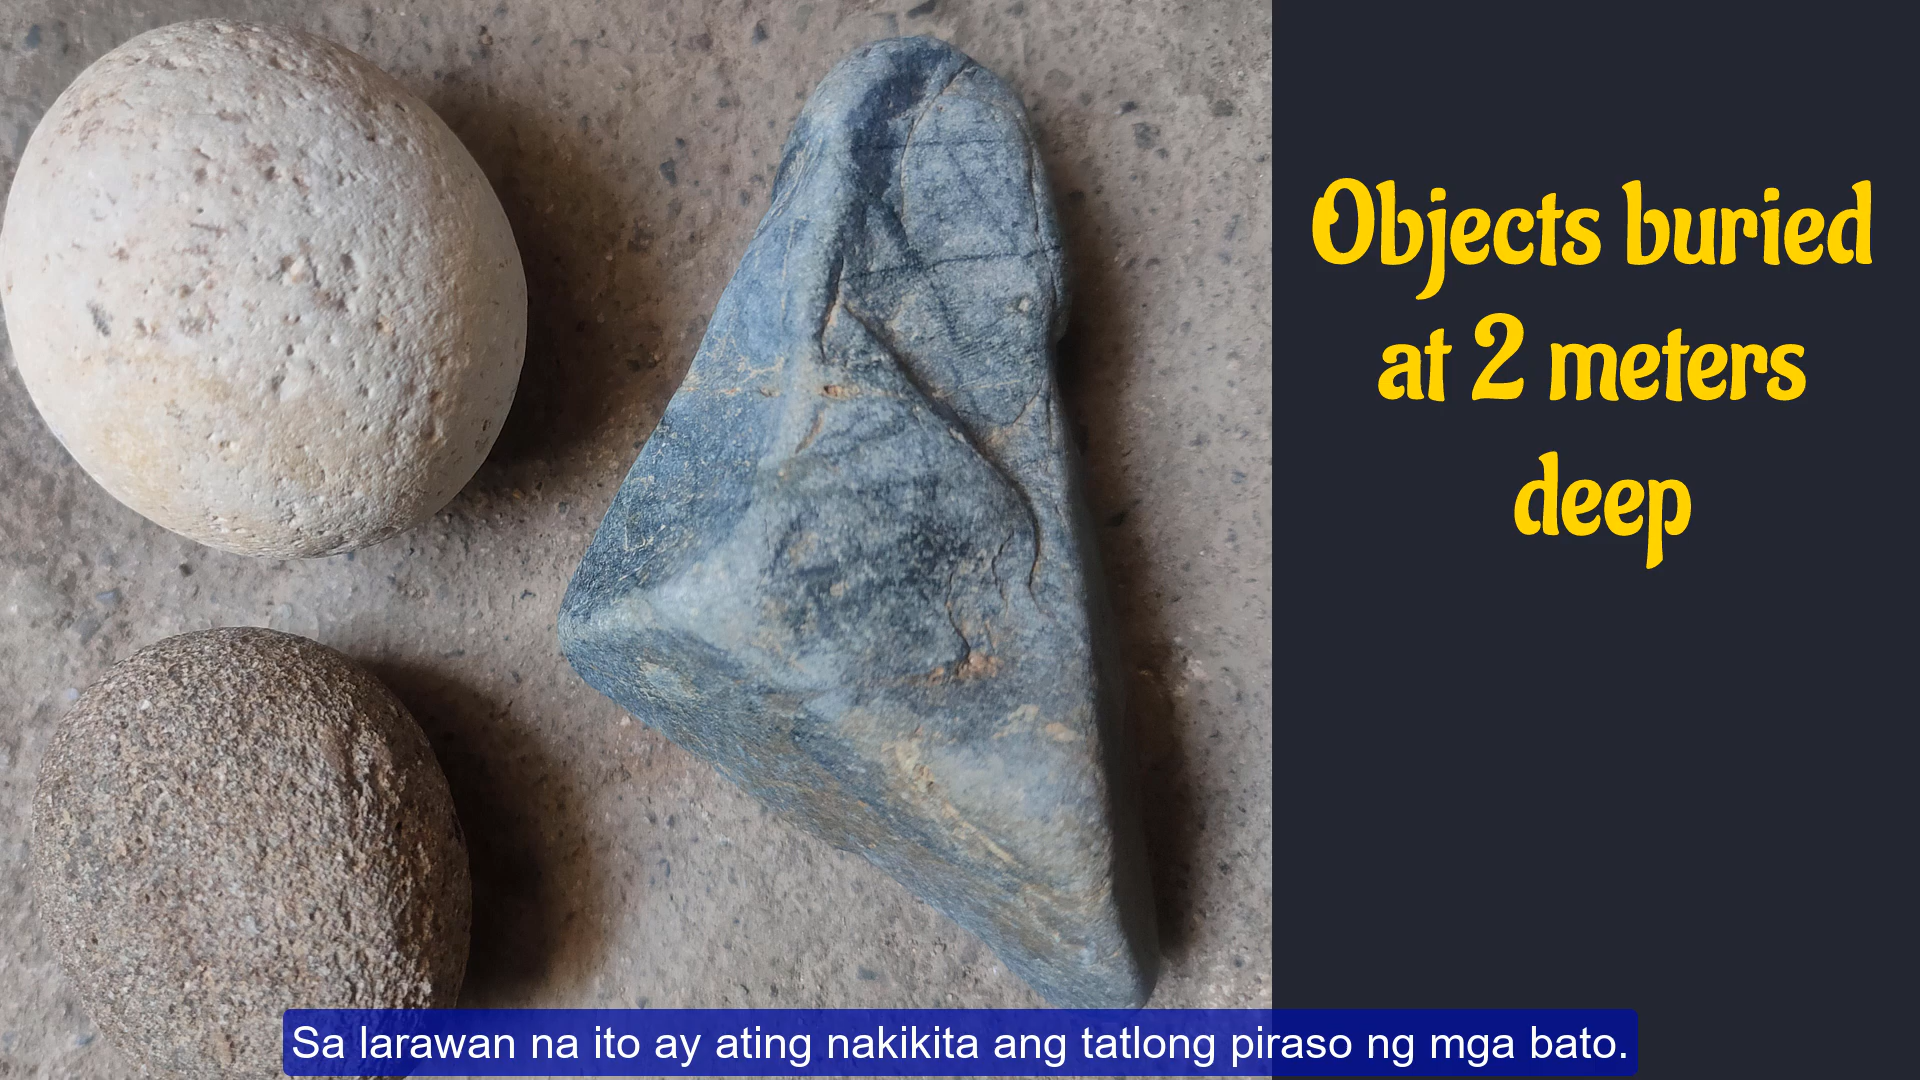 Objects buried
at 2 meters
deep
Sa larawan na ito ay ating nakikita ang tatlong piraso ng mga bato.